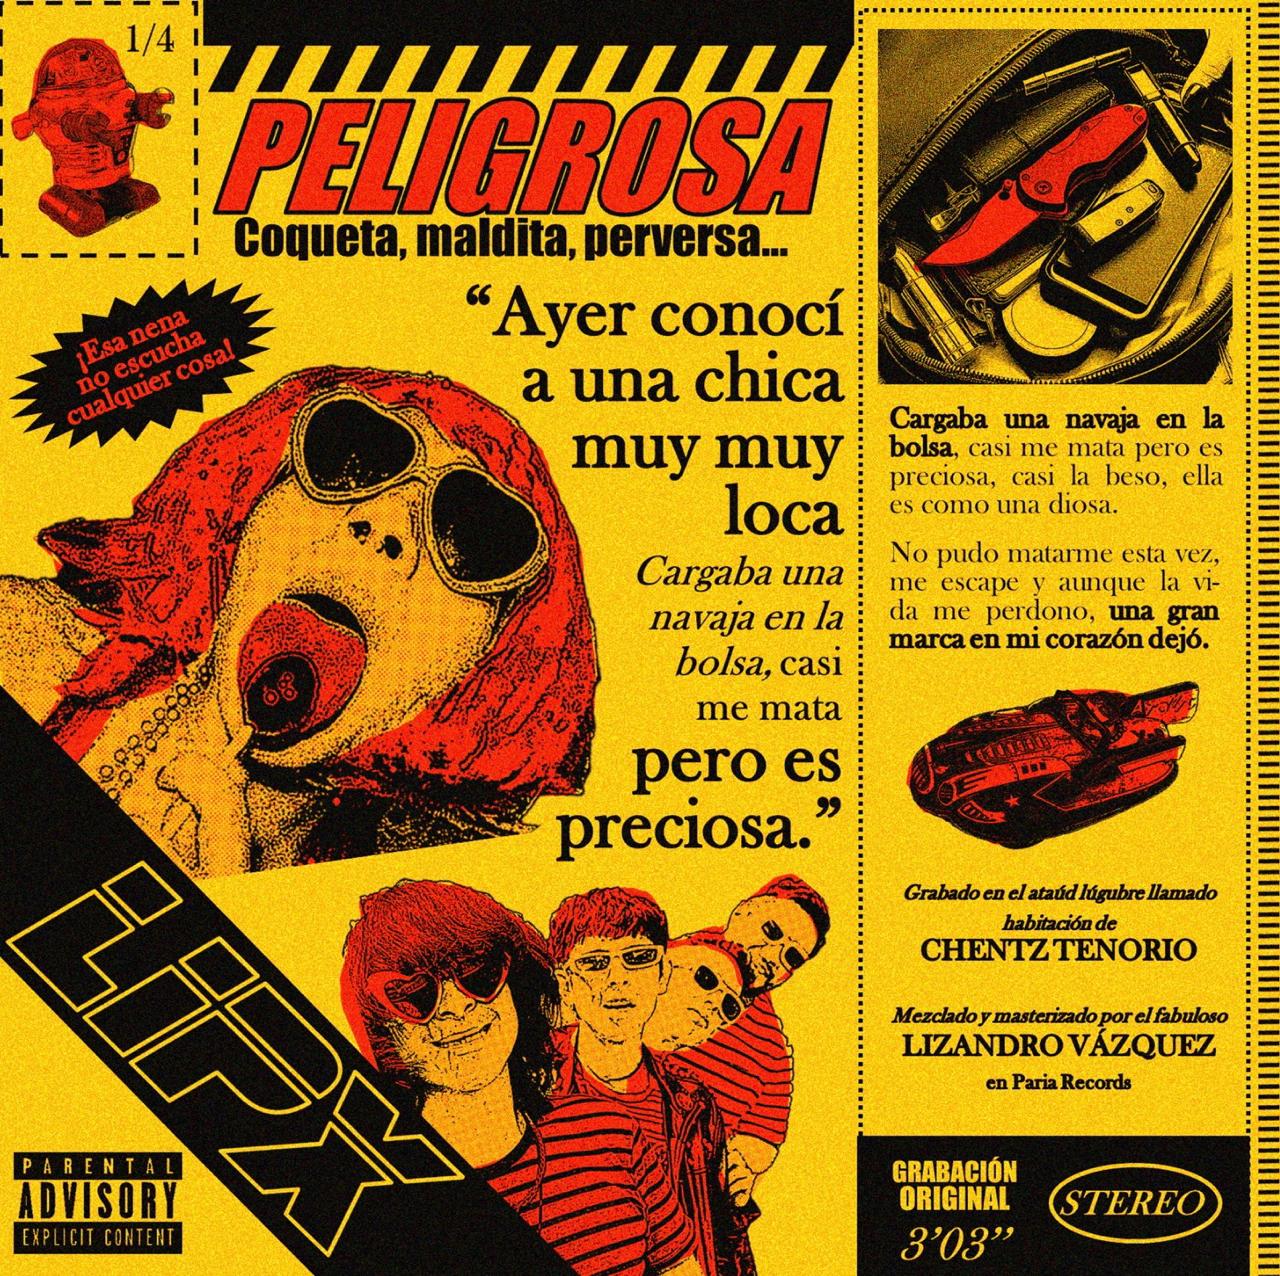 1/4
PELIGROSA
Coqueta, maldita, perversa...
¡Esa nena
no escucha
cualquier cosa!
“Ayer conocí
a una chica
muy muy
loca
Cargaba una
navaja en la
bolsa, casi
me mata
pero es
preciosa.”
LIPX
PARENTAL
ADVISORY
EXPLICIT CONTENT
Cargaba una navaja en la
bolsa, casi me mata pero es
preciosa, casi la beso, ella
es como una diosa.
No pudo matarme esta vez,
me escape y aunque la vi-
da me perdono, una gran
marca en mi corazón dejó.
Grabado en el ataúd lúgubre llamado
habitación de
CHENTZ TENORIO
Mezclado y masterizado por el fabuloso
LIZANDRO VÁZQUEZ
en Paria Records
GRABACIÓN
ORIGINAL
3’03”
STEREO